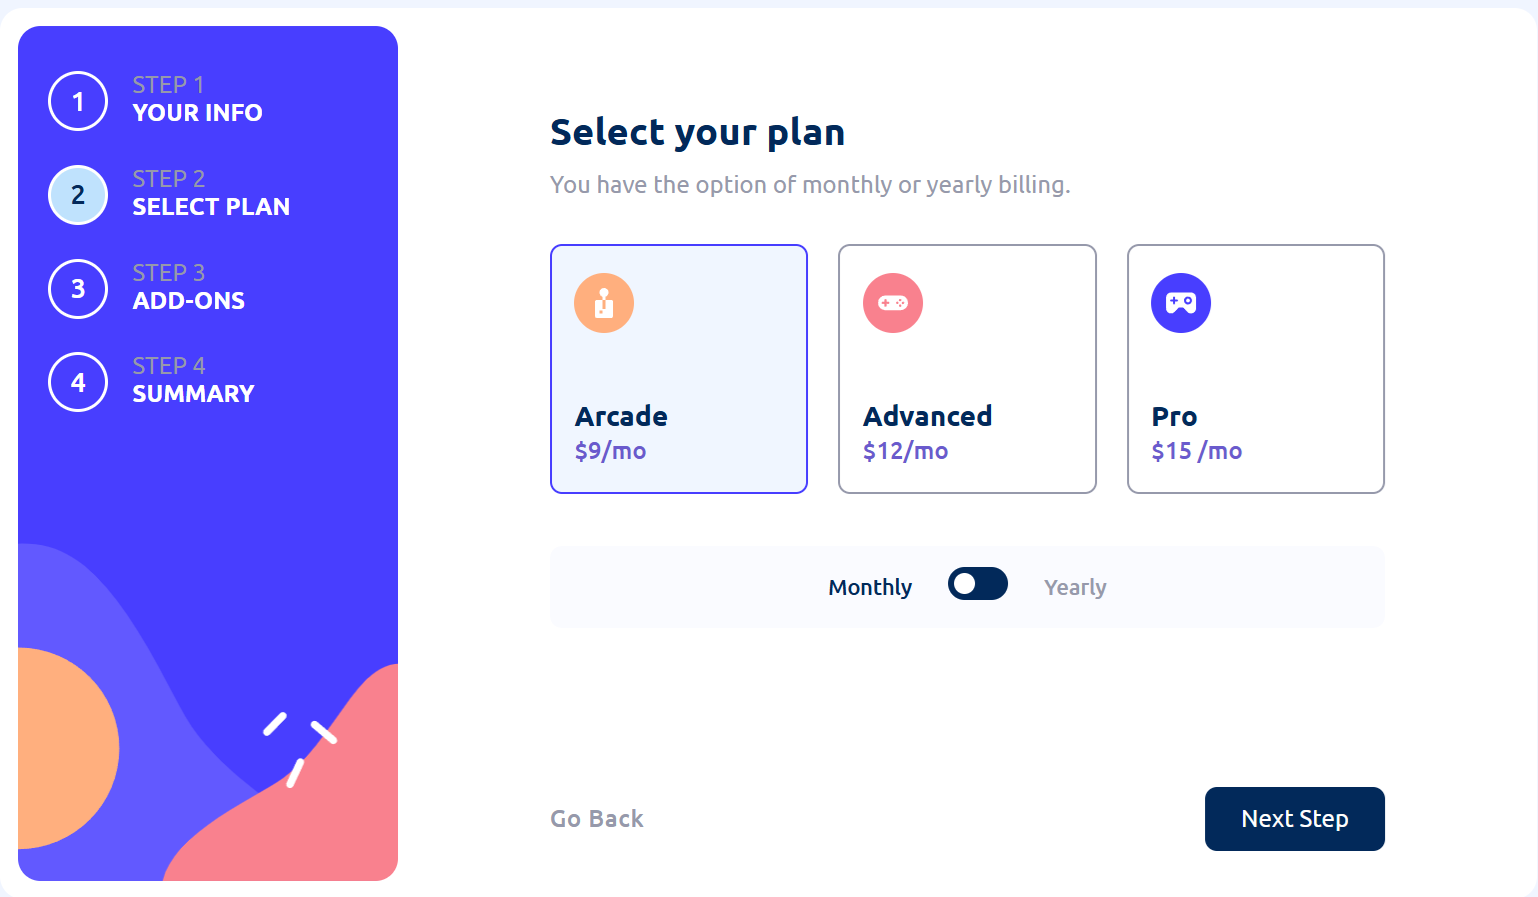 1
STEP 1
YOUR INFO
2
STEP 2
SELECT PLAN
3
STEP 3
ADD-ONS
4
STEP 4
SUMMARY
Select your plan
You have the option of monthly or yearly billing.
Arcade
$9/mo
Advanced
$12/mo
Pro
$15 /mo
Monthly
Yearly
Go Back
Next Step